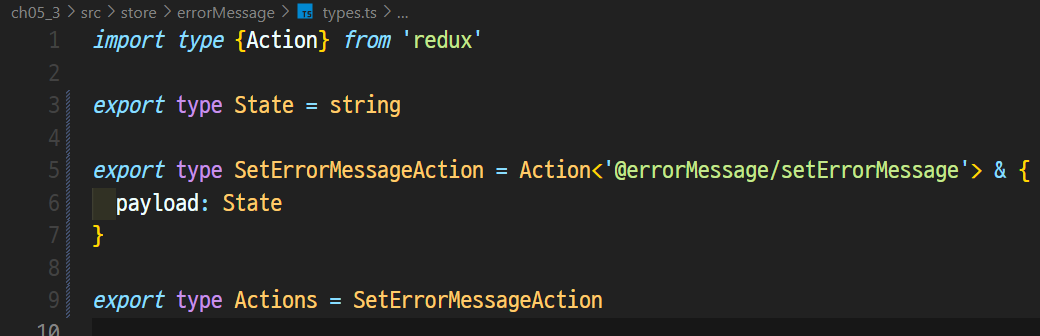 ch05_3 > src > store > errorMessage > TS types.ts > ...
1 import type {Action} from 'redux'
2
3 export type State = string
4
5 export type SetErrorMessageAction = Action<'@errorMessage/setErrorMessage'> & {
6   payload: State
7 }
8
9 export type Actions = SetErrorMessageAction
10